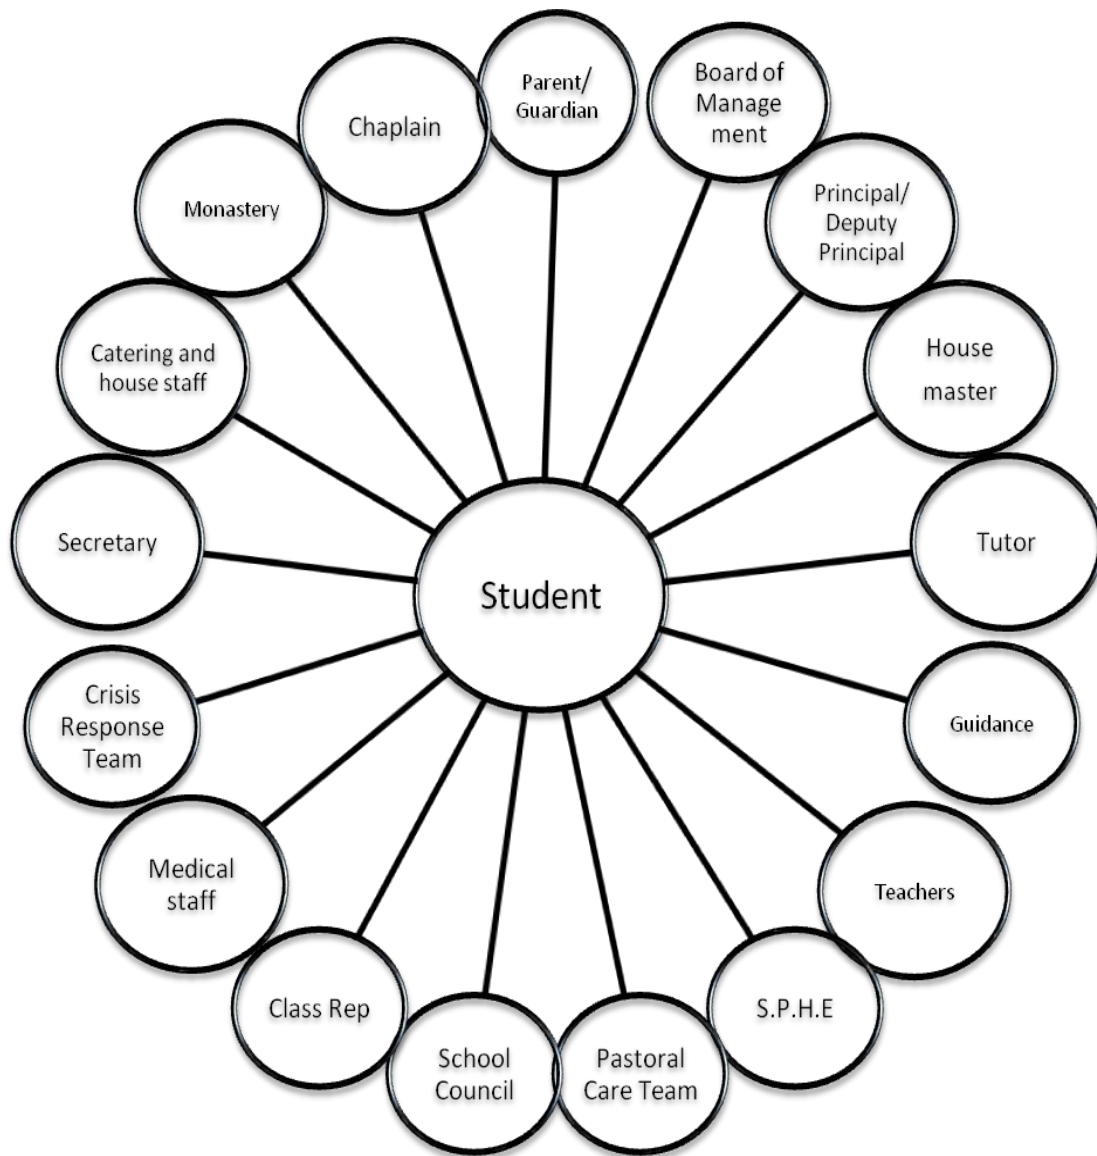 Parent/
Guardian
Board of
Manage
ment
Principal/
Deputy
Principal
House
master
Tutor
Guidance
Teachers
S.P.H.E
Pastoral
Care Team
School
Council
Class Rep
Medical
staff
Crisis
Response
Team
Secretary
Catering and
house staff
Monastery
Chaplain
Student